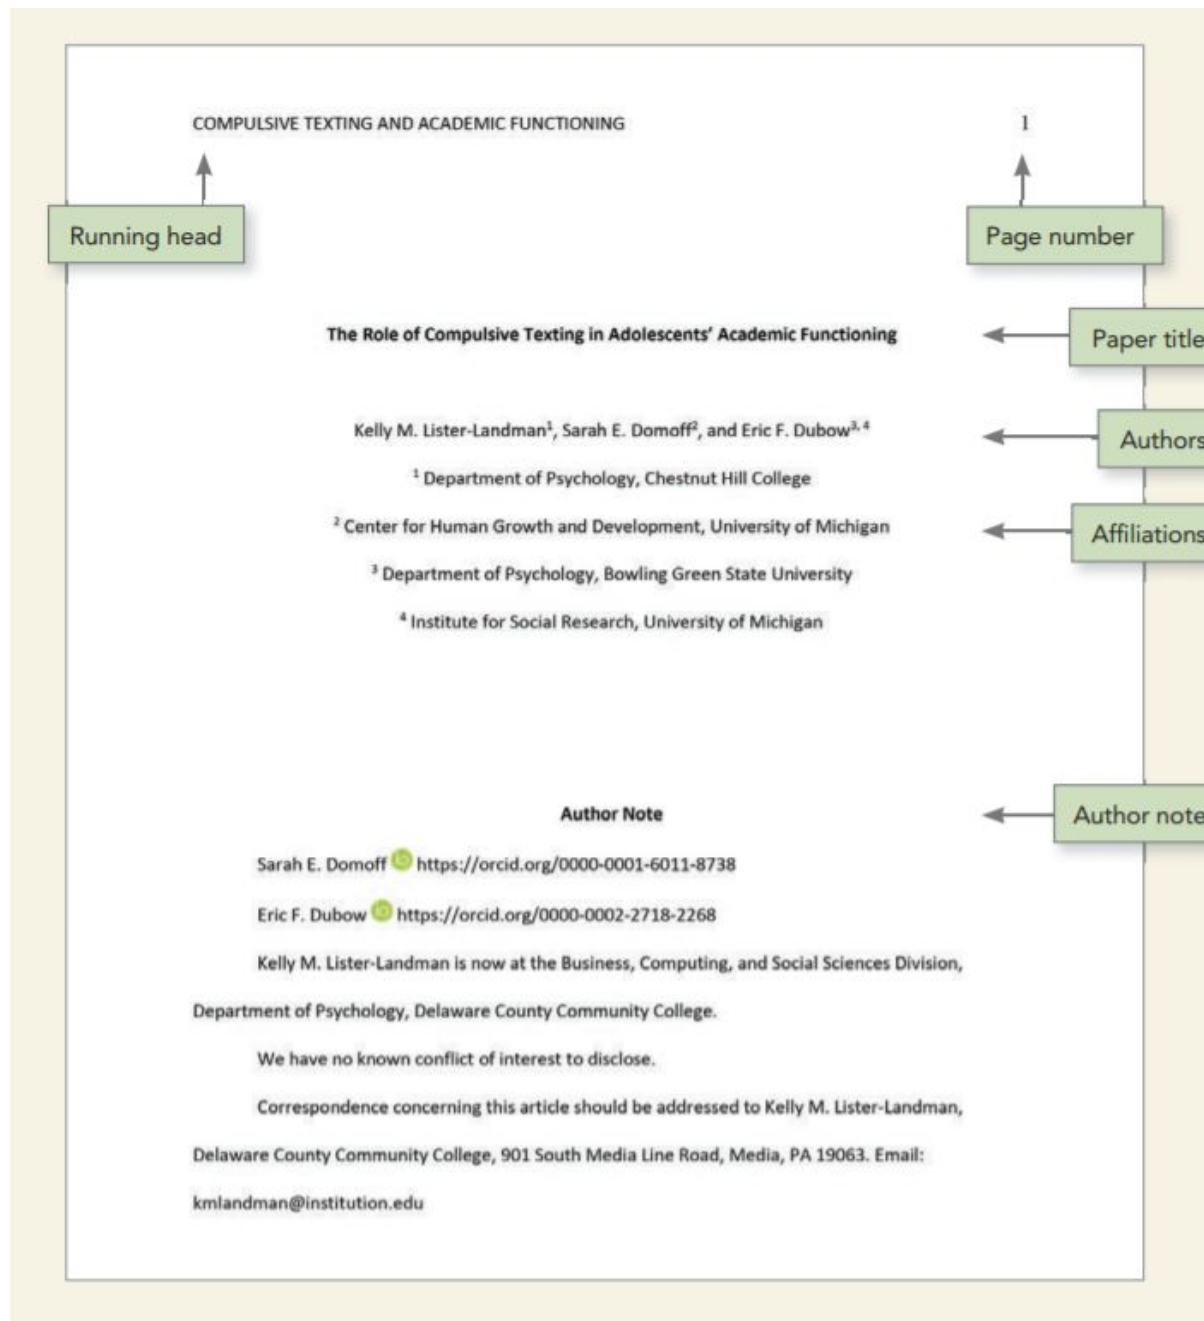 COMPULSIVE TEXTING AND ACADEMIC FUNCTIONING 1
Running head
Page number
The Role of Compulsive Texting in Adolescents’ Academic Functioning
Paper title
Kelly M. Lister-Landman¹, Sarah E. Domoff², and Eric F. Dubow³, ⁴
Authors
¹ Department of Psychology, Chestnut Hill College
² Center for Human Growth and Development, University of Michigan
Affiliations
³ Department of Psychology, Bowling Green State University
⁴ Institute for Social Research, University of Michigan
Author Note
Author note
Sarah E. Domoff iD https://orcid.org/0000-0001-6011-8738
Eric F. Dubow iD https://orcid.org/0000-0002-2718-2268
Kelly M. Lister-Landman is now at the Business, Computing, and Social Sciences Division,
Department of Psychology, Delaware County Community College.
We have no known conflict of interest to disclose.
Correspondence concerning this article should be addressed to Kelly M. Lister-Landman,
Delaware County Community College, 901 South Media Line Road, Media, PA 19063. Email:
kmlandman@institution.edu